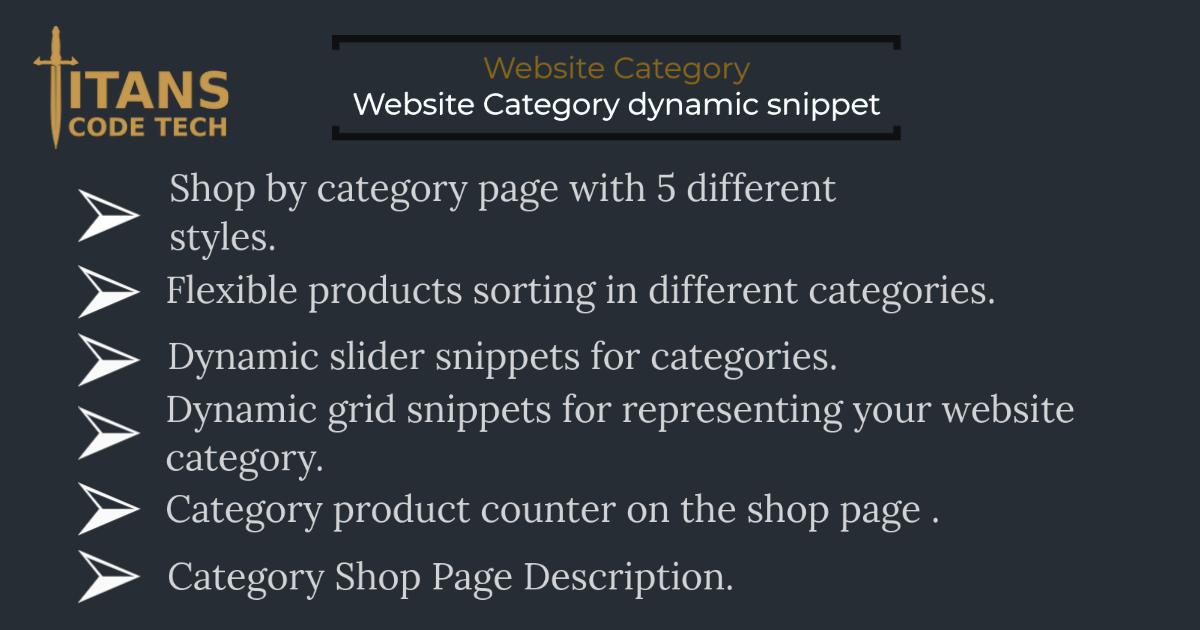 TITANS
CODE TECH
Website Category
Website Category dynamic snippet
Shop by category page with 5 different
styles.
Flexible products sorting in different categories.
Dynamic slider snippets for categories.
Dynamic grid snippets for representing your website
category.
Category product counter on the shop page .
Category Shop Page Description.